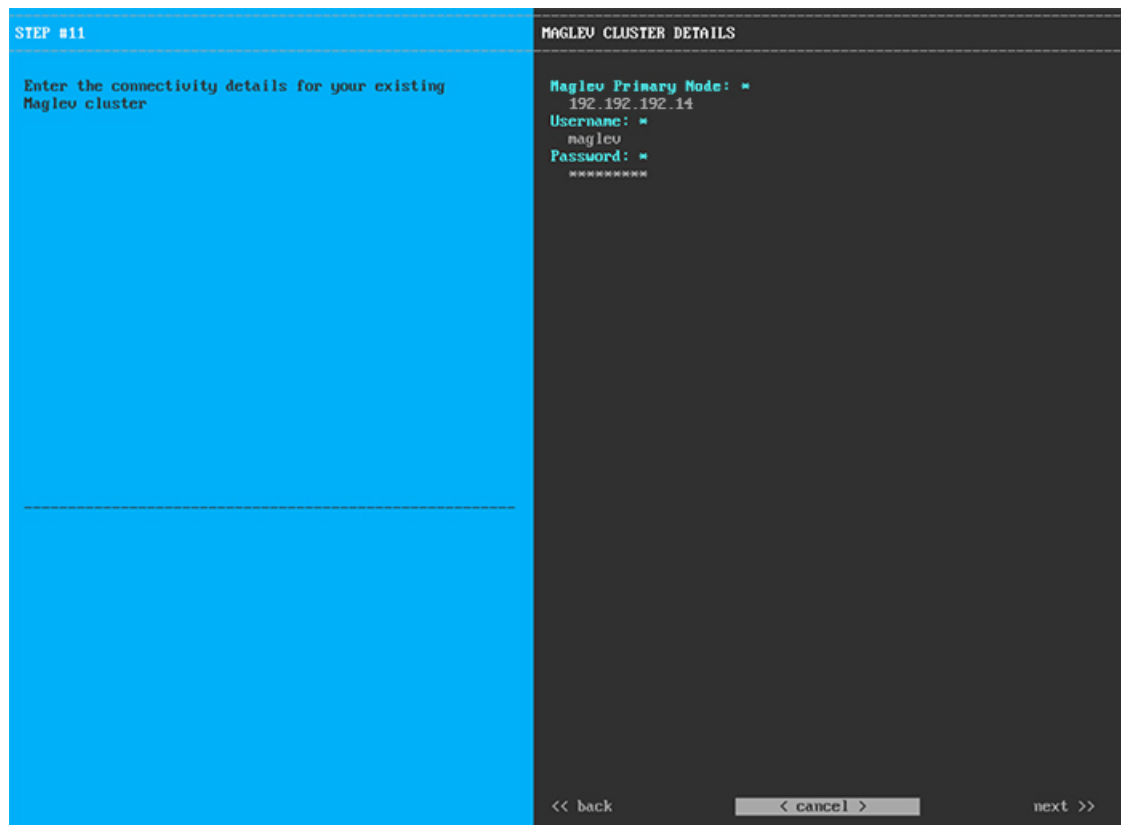 STEP #11
Enter the connectivity details for your existing
Maglev cluster
MAGLEV CLUSTER DETAILS
Maglev Primary Node: *
192.192.192.14
Username: *
maglev
Password: *
*********
<< back
< cancel >
next >>